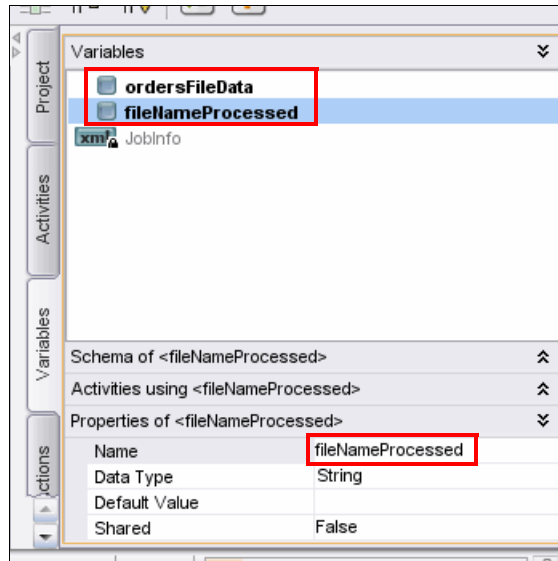 Variables
ordersFileData
fileNameProcessed
xml JobInfo
Project
Activities
Variables
ctions
Schema of <fileNameProcessed>
Activities using <fileNameProcessed>
Properties of <fileNameProcessed>
Name fileNameProcessed
Data Type String
Default Value
Shared False